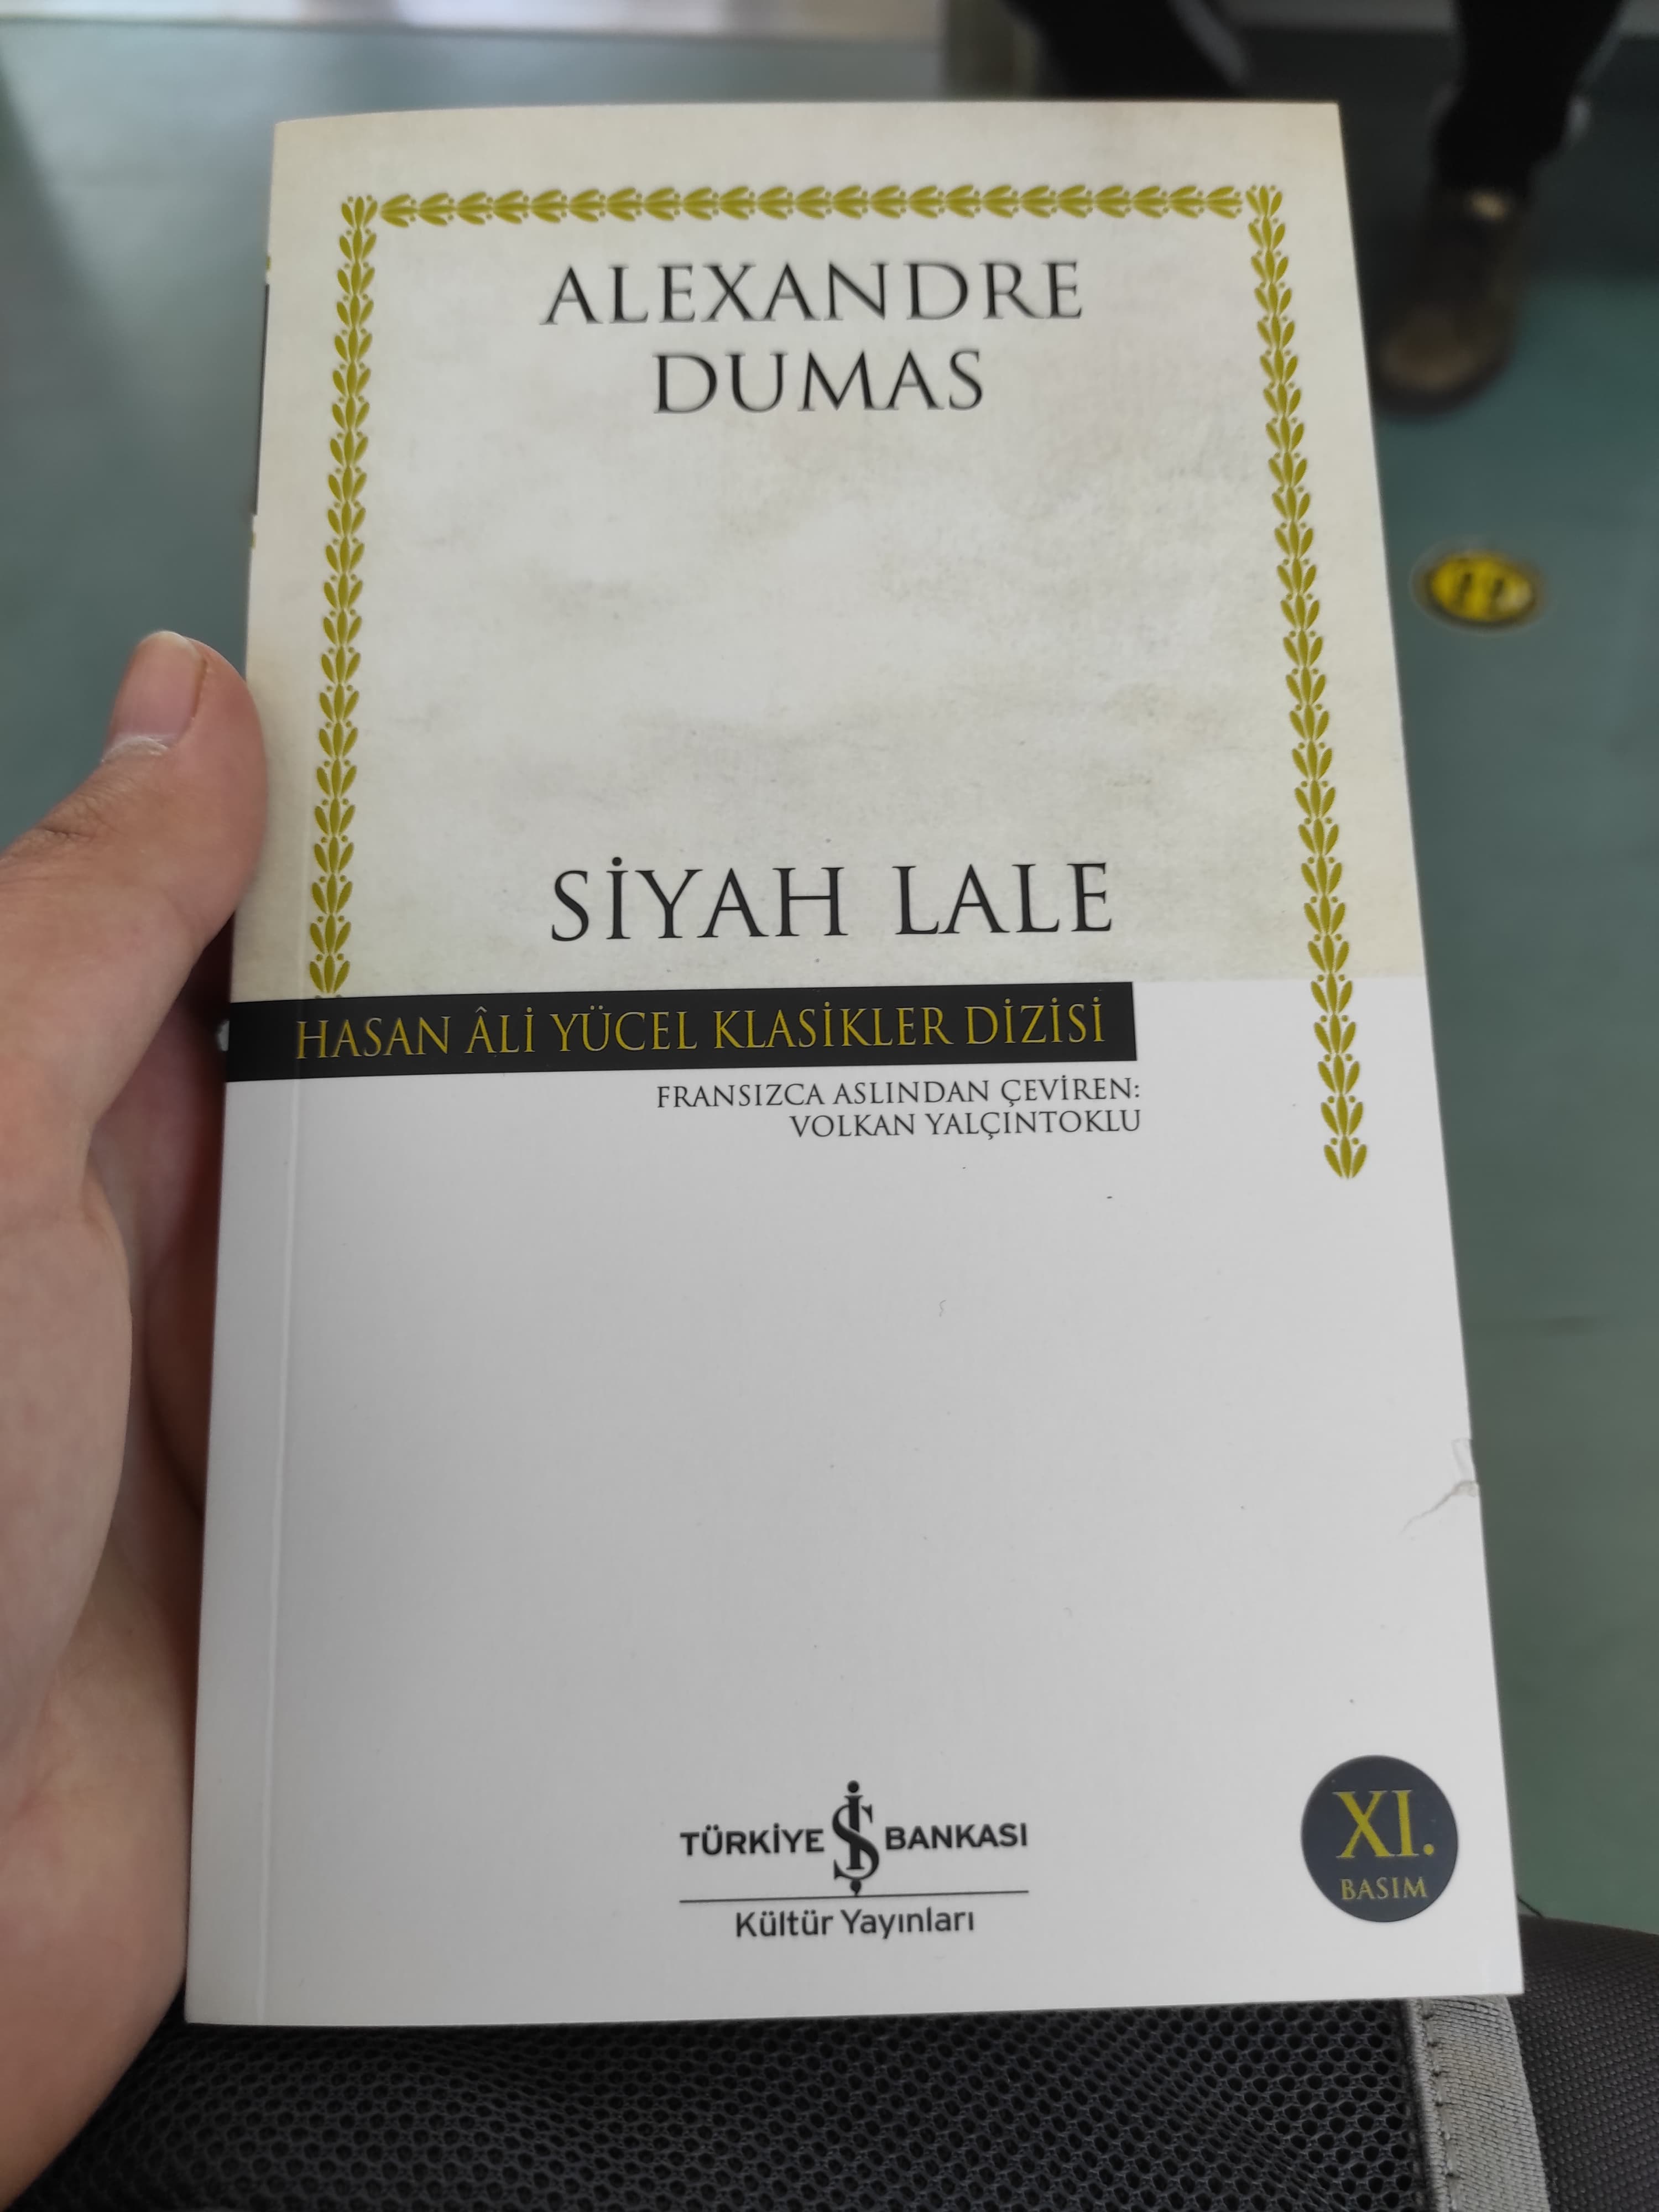 ALEXANDRE
DUMAS
SİYAH LALE
HASAN ÂLİ YÜCEL KLASİKLER DİZİSİ
FRANSIZCA ASLINDAN ÇEVİREN:
VOLKAN YALÇINTOKLU
TÜRKİYE İŞ BANKASI
Kültür Yayınları
XI.
BASIM